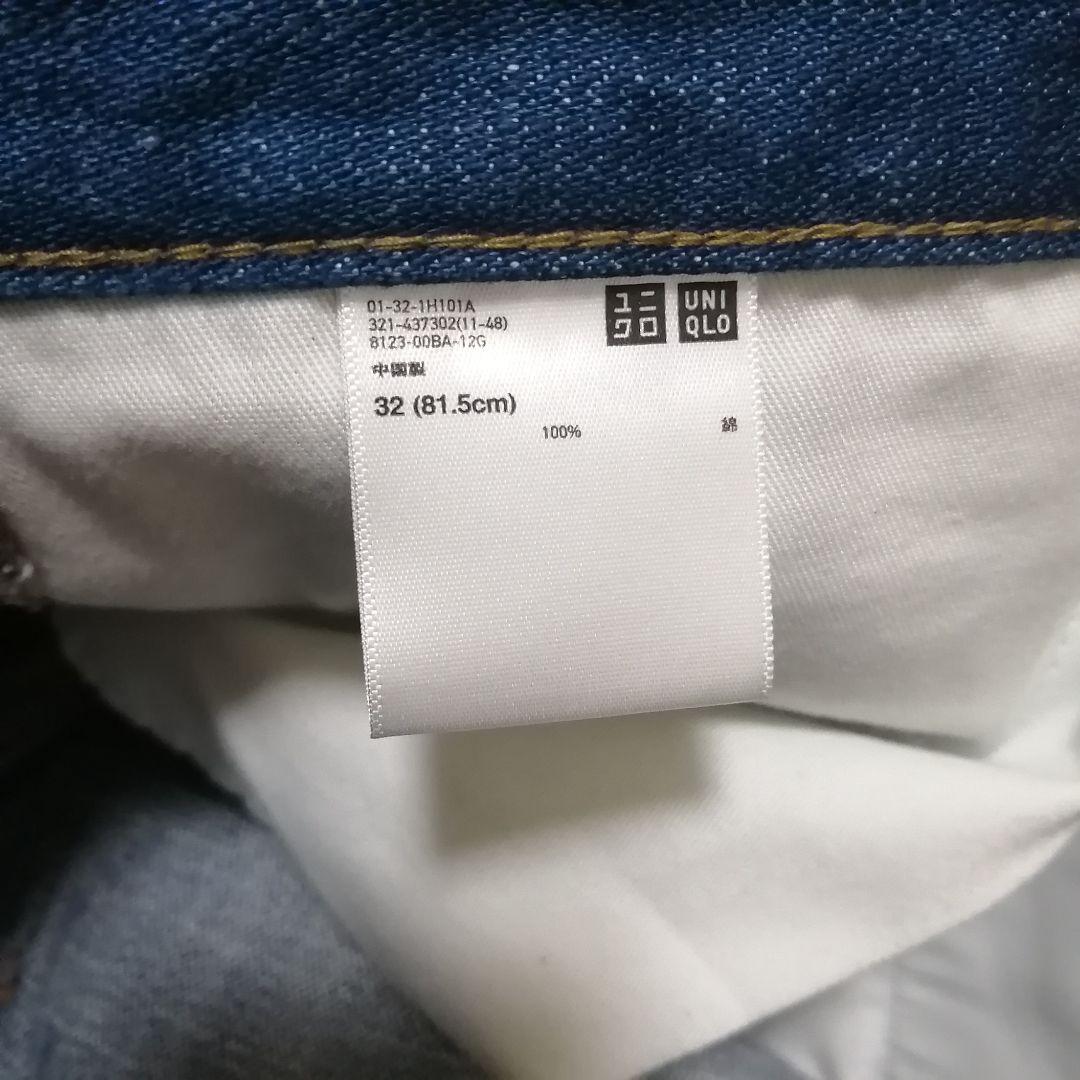 01-32-1H101A
321-437302(11-48)
8123-00BA-12G
中国製
32 (81.5cm)
100% 綿
ユニ
クロ
UNI
QLO